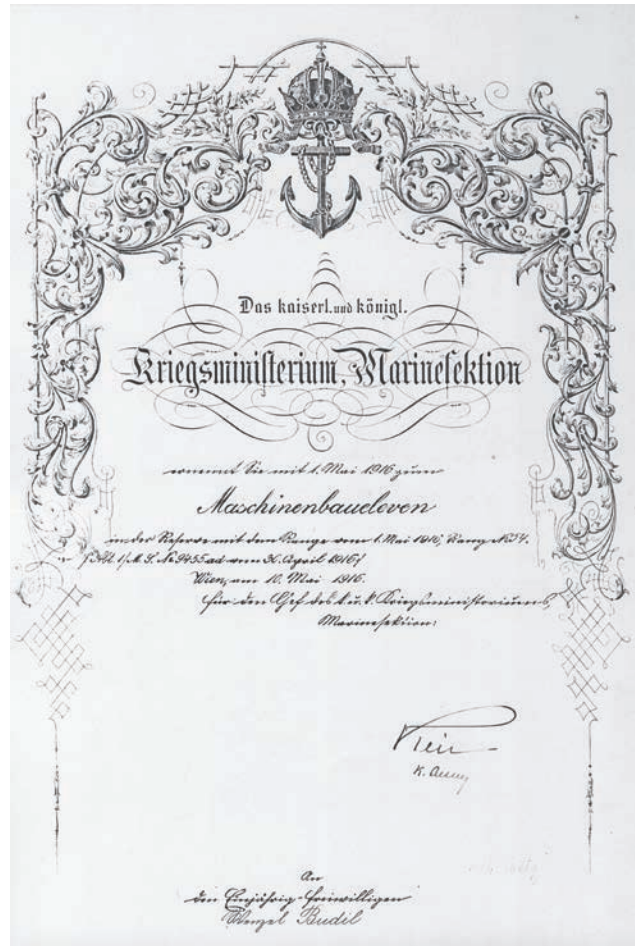 Das kaiserl. und königl.
Kriegsministerium, Marinesektion
ernennt Sie mit 1. Mai 1916 zum
Maschinenbaueleven
in der Reserve mit dem Range vom 1. Mai 1916, Rang No 34.
Wien, am 10. Mai 1916.
Für den Chef des k. u. k. Kriegsministeriums,
Marinesektion:
An
den Einjährig-Freiwilligen
Wenzel Budil